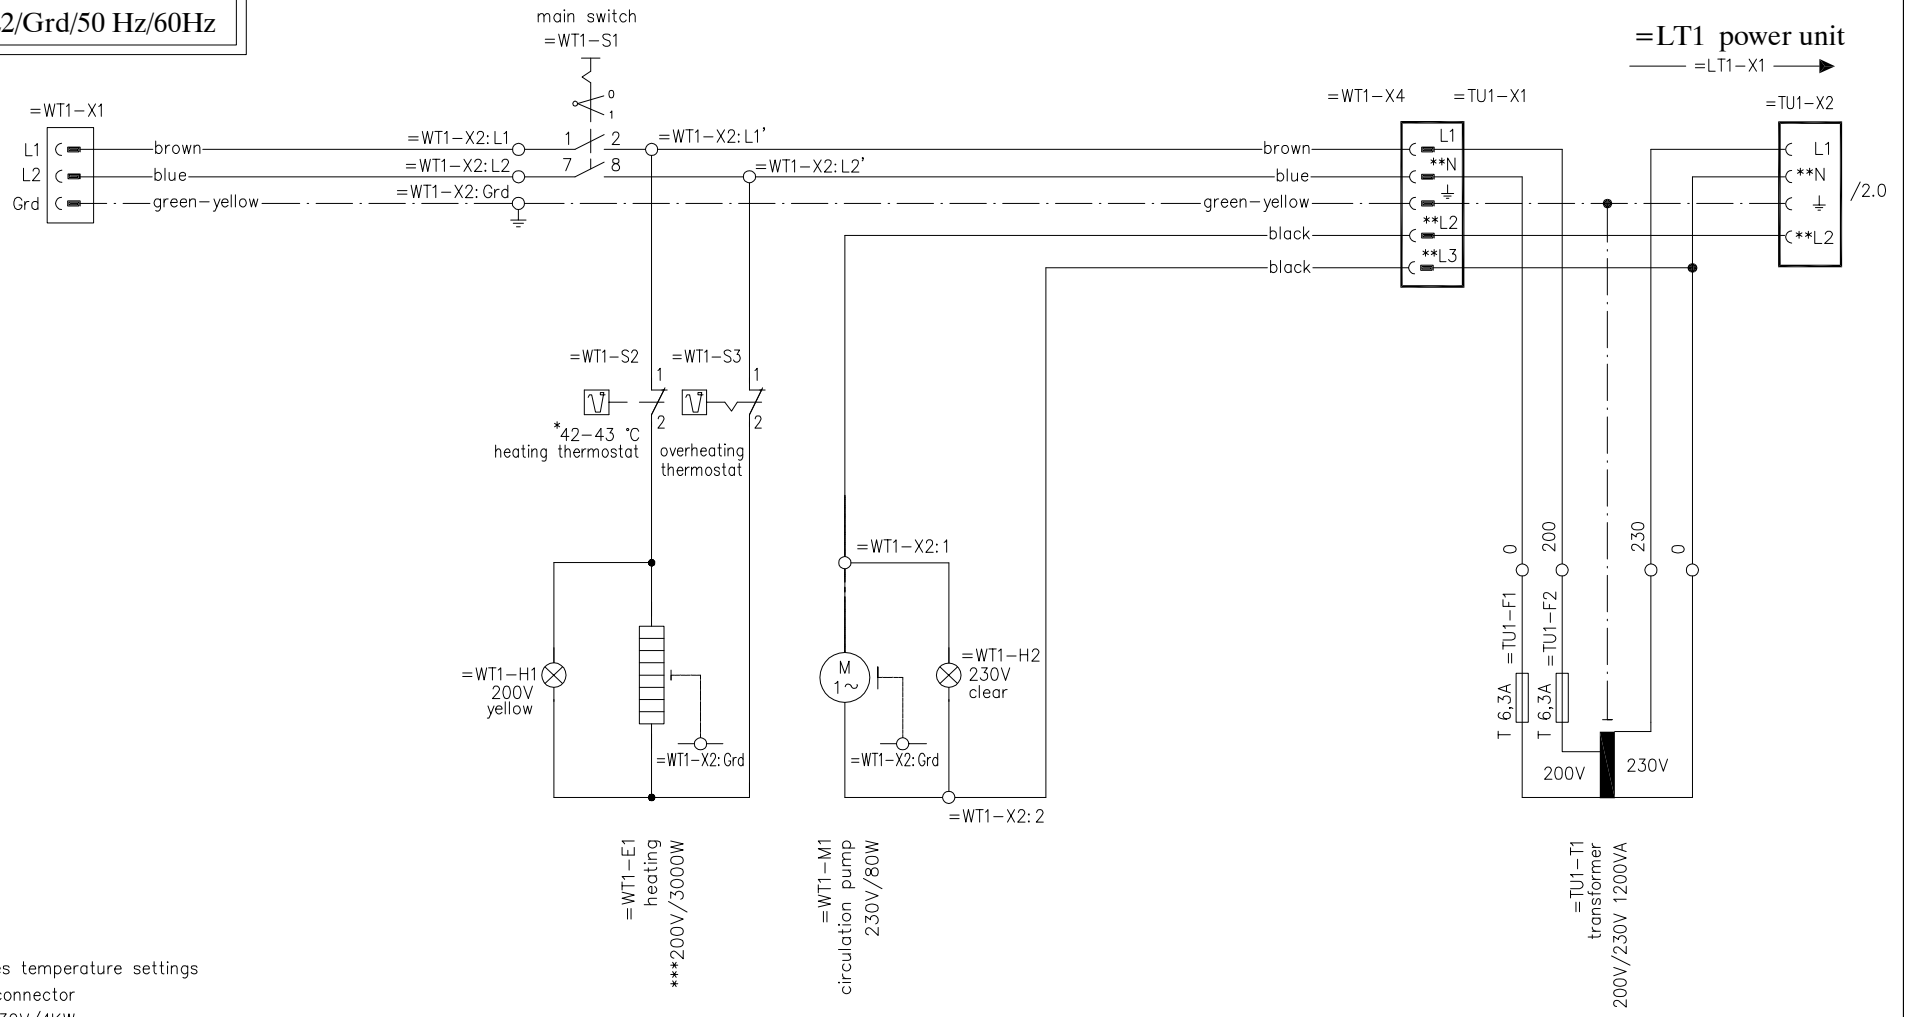 2/Grd/50 Hz/60Hz
main switch
=WT1-S1
0
1
=LT1 power unit
=LT1-X1
=WT1-X1
=WT1-X4
=TU1-X1
=TU1-X2
L1
brown
=WT1-X2:L1
1
2
=WT1-X2:L1'
brown
L1
L1
L2
blue
=WT1-X2:L2
7
8
=WT1-X2:L2'
blue
**N
**N
Grd
green-yellow
=WT1-X2:Grd
green-yellow
/2.0
black
**L2
**L2
black
**L3
=WT1-S2
=WT1-S3
1
1
2
2
*42-43 °C
heating thermostat
overheating
thermostat
=WT1-X2:1
0
200
230
0
=TU1-F1
=TU1-F2
T 6,3A
T 6,3A
=WT1-H1
200V
yellow
M
1~
=WT1-H2
230V
clear
=WT1-X2:Grd
=WT1-X2:Grd
200V
230V
=WT1-X2:2
=WT1-E1
heating
***200V/3000W
=WT1-M1
circulation pump
230V/80W
=TU1-T1
transformer
200V/230V 1200VA
es temperature settings
connector